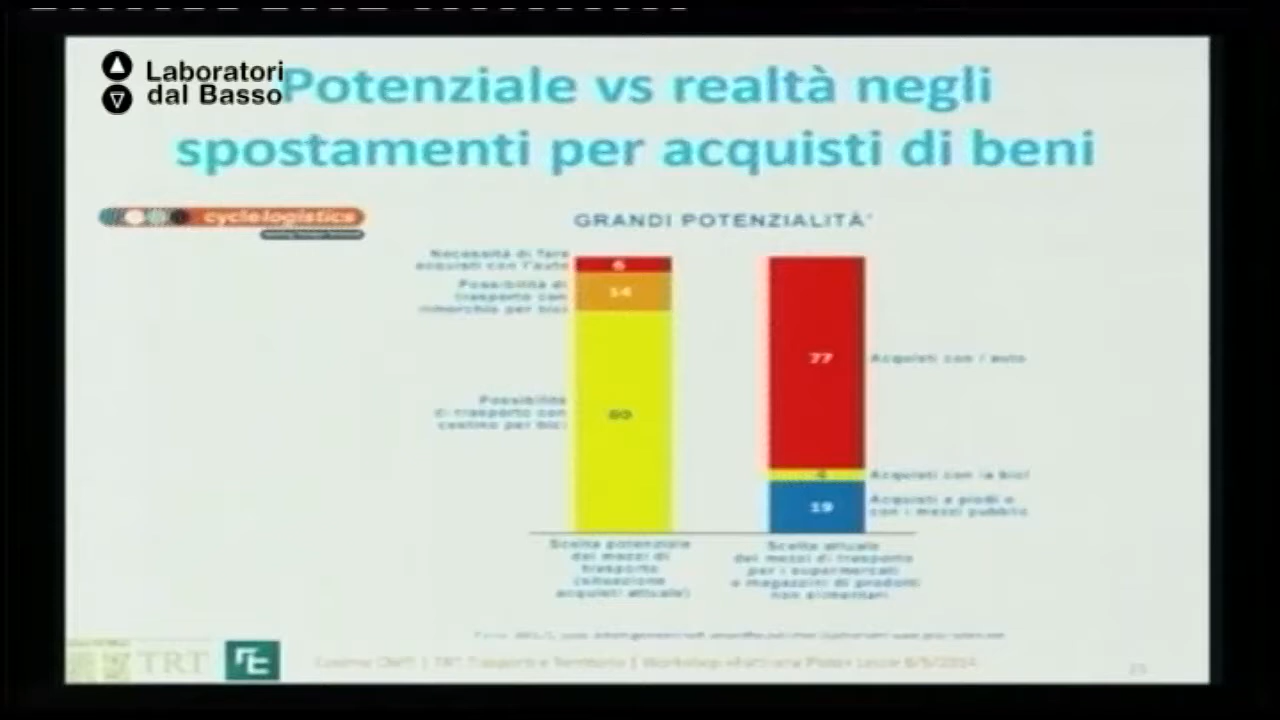 Laboratori
dal Basso
Potenziale vs realtà negli
spostamenti per acquisti di beni
cyclelogistics
GRANDI POTENZIALITÀ'
Necessità di fare
acquisti con l'auto
6
Possibilità di
trasporto con
rimorchio per bici
14
Possibilità
di trasporto con
cestino per bici
80
77
Acquisti con l'auto
4
Acquisti con la bici
19
Acquisti a piedi o
con i mezzi pubblici
Scelta potenziale
dei mezzi di
trasporto
(situazione
acquisti attuale)
Scelta attuale
dei mezzi di trasporto
per i supermercati
o magazzini di prodotti
non alimentari
TRT
TRT Trasporti e Territorio | Workshop